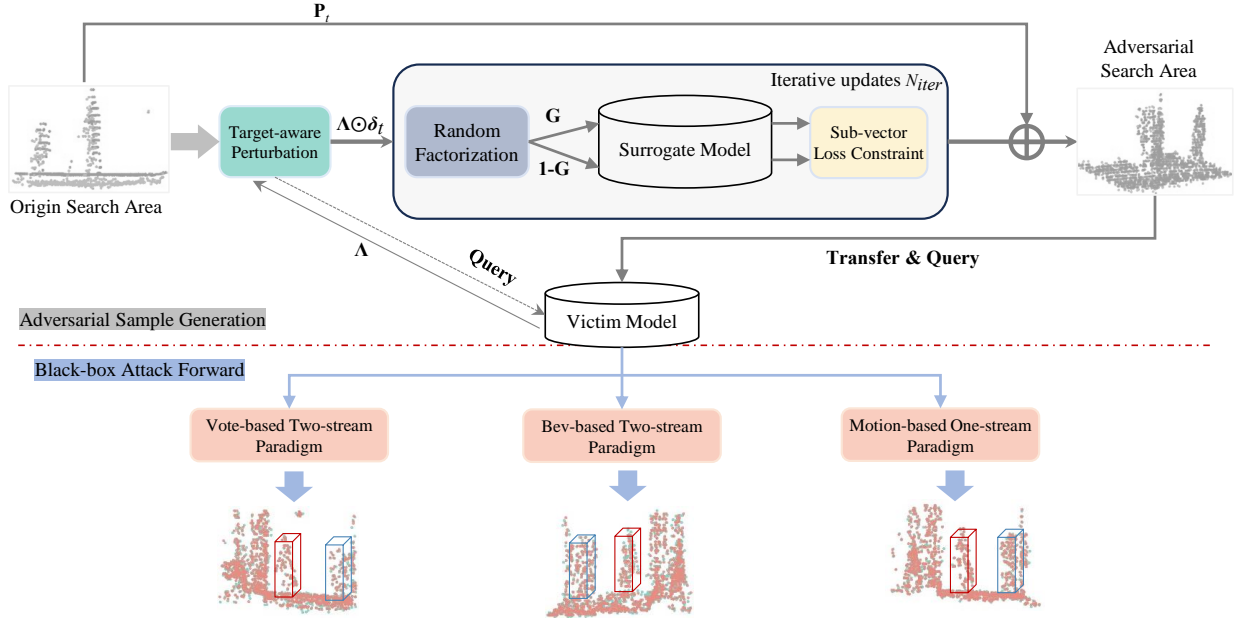 P_t
Adversarial
Search Area
Iterative updates N_iter
Target-aware
Perturbation
Λ⊙δ_t
Random
Factorization
G
1-G
Surrogate Model
Sub-vector
Loss Constraint
Origin Search Area
Λ
Query
Transfer & Query
Victim Model
Adversarial Sample Generation
Black-box Attack Forward
Vote-based Two-stream
Paradigm
Bev-based Two-stream
Paradigm
Motion-based One-stream
Paradigm